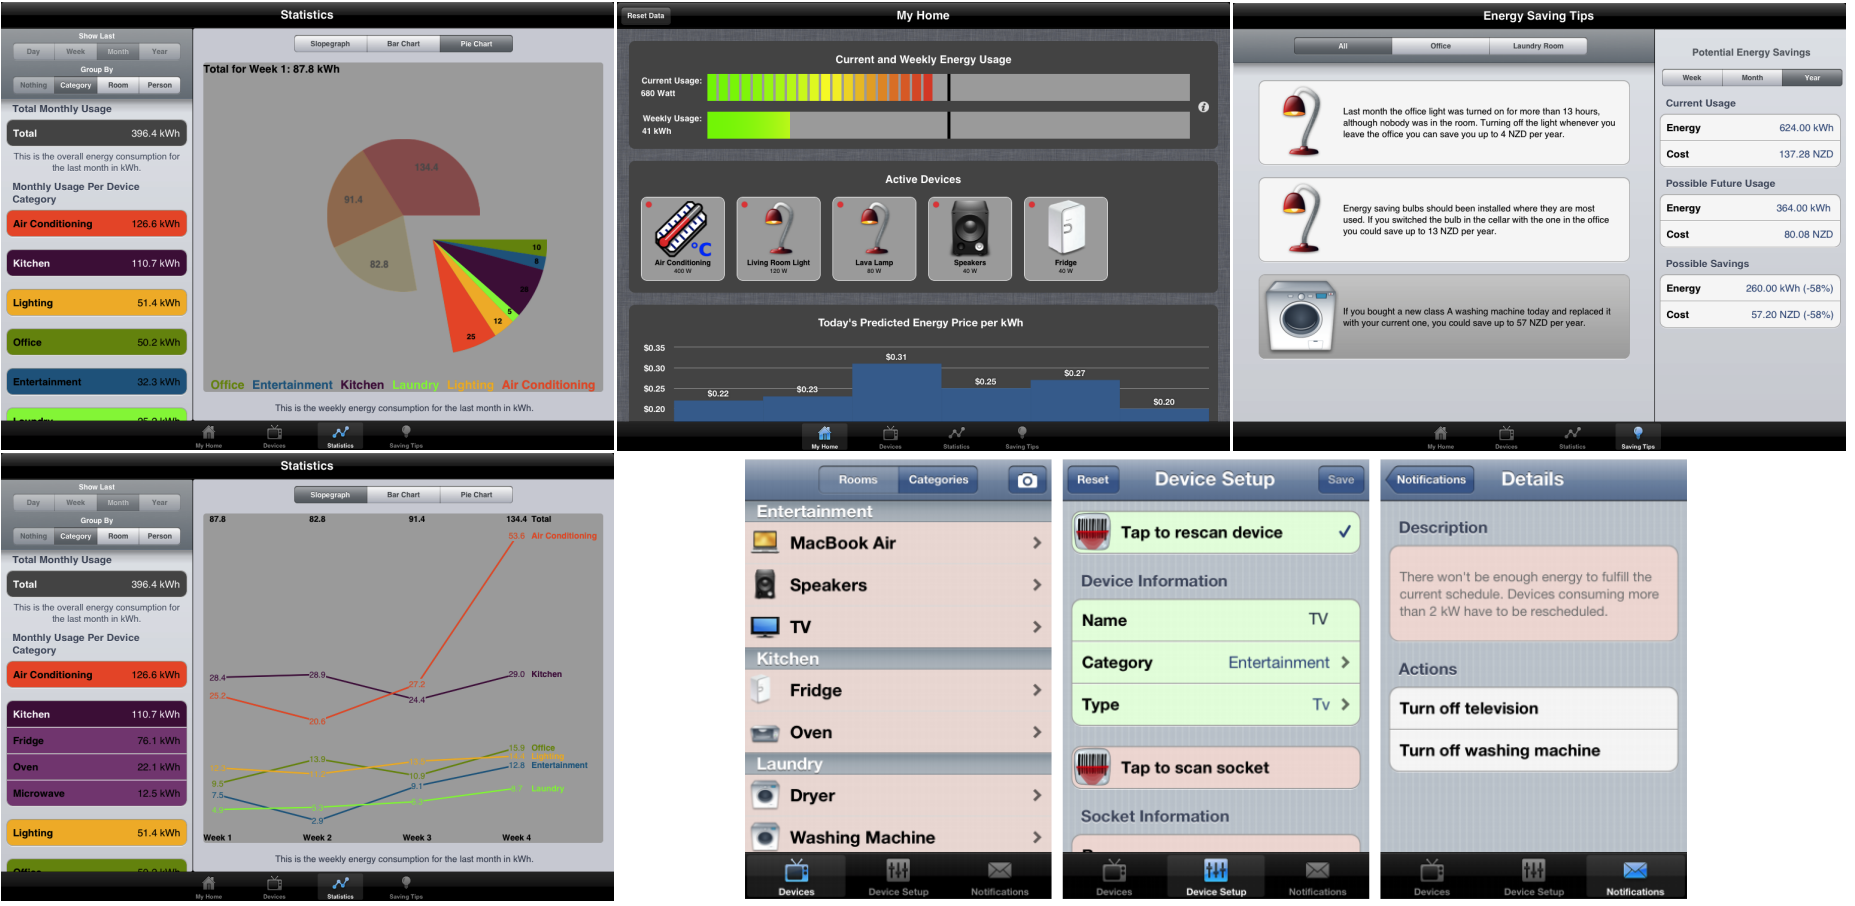 Statistics
Show Last
Day Week Month Year
Group By
Nothing Category Room Person
Total Monthly Usage
Total 396.4 kWh
This is the overall energy consumption for
the last month in kWh.
Monthly Usage Per Device
Category
Air Conditioning 126.6 kWh
Kitchen 110.7 kWh
Lighting 51.4 kWh
Office 50.2 kWh
Entertainment 32.3 kWh
Slopegraph Bar Chart Pie Chart
Total for Week 1: 87.8 kWh
134.4
91.4
82.8
10
8
28
5
12
25
Office Entertainment Kitchen Laundry Lighting Air Conditioning
This is the weekly energy consumption for the last month in kWh.
My Home Devices Statistics Saving Tips
Reset Data
My Home
Current and Weekly Energy Usage
Current Usage:
680 Watt
Weekly Usage:
41 kWh
Active Devices
Air Conditioning
400 W
Living Room Light
120 W
Lava Lamp
80 W
Speakers
40 W
Fridge
40 W
Today's Predicted Energy Price per kWh
$0.35
$0.30
$0.25
$0.20
$0.22
$0.23
$0.31
$0.25
$0.27
$0.20
My Home Devices Statistics Saving Tips
Energy Saving Tips
All Office Laundry Room
Last month the office light was turned on for more than 13 hours,
although nobody was in the room. Turning off the light whenever you
leave the office you can save you up to 4 NZD per year.
Energy saving bulbs should been installed where they are most
used. If you switched the bulb in the cellar with the one in the office
you could save up to 13 NZD per year.
If you bought a new class A washing machine today and replaced it
with your current one, you could save up to 57 NZD per year.
Potential Energy Savings
Week Month Year
Current Usage
Energy 624.00 kWh
Cost 137.28 NZD
Possible Future Usage
Energy 364.00 kWh
Cost 80.08 NZD
Possible Savings
Energy 260.00 kWh (-58%)
Cost 57.20 NZD (-58%)
My Home Devices Statistics Saving Tips
Statistics
Show Last
Day Week Month Year
Group By
Nothing Category Room Person
Total Monthly Usage
Total 396.4 kWh
This is the overall energy consumption for
the last month in kWh.
Monthly Usage Per Device
Category
Air Conditioning 126.6 kWh
Kitchen 110.7 kWh
Fridge 76.1 kWh
Oven 22.1 kWh
Microwave 12.5 kWh
Lighting 51.4 kWh
Slopegraph Bar Chart Pie Chart
87.8 82.8 91.4 134.4 Total
53.6 Air Conditioning
28.4 28.9 24.4 29.0 Kitchen
25.2 20.6 27.2
9.5 13.9 10.9 15.9 Office
Lighting
7.5 2.9 9.1 12.8 Entertainment
Laundry
Week 1 Week 2 Week 3 Week 4
This is the weekly energy consumption for the last month in kWh.
My Home Devices Statistics Saving Tips
Rooms Categories
Entertainment
MacBook Air
Speakers
TV
Kitchen
Fridge
Oven
Laundry
Dryer
Washing Machine
Devices Device Setup Notifications
Reset Device Setup Save
Tap to rescan device
Device Information
Name TV
Category Entertainment
Type Tv
Tap to scan socket
Socket Information
Devices Device Setup Notifications
Notifications Details
Description
There won't be enough energy to fulfill the
current schedule. Devices consuming more
than 2 kW have to be rescheduled.
Actions
Turn off television
Turn off washing machine
Devices Device Setup Notifications